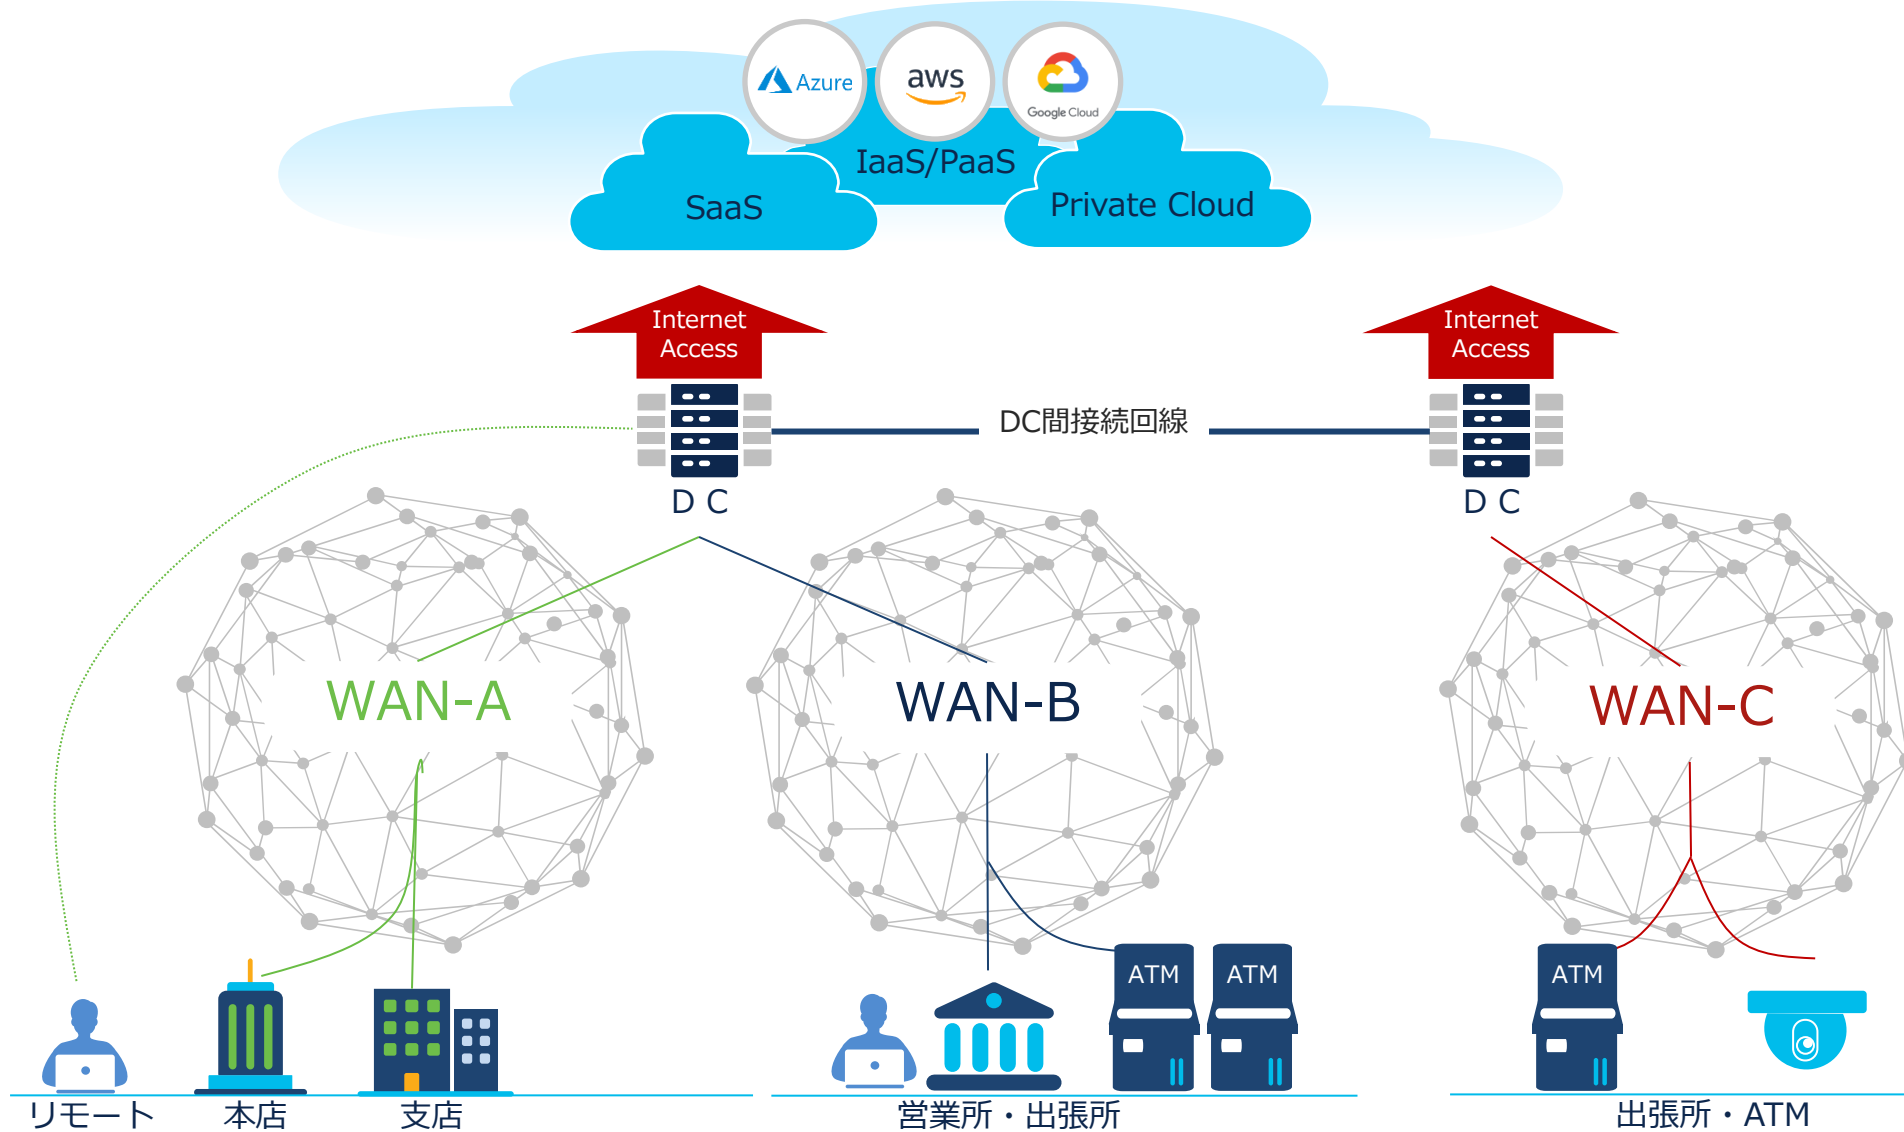 Azure
aws
Google Cloud
IaaS/PaaS
SaaS
Private Cloud
Internet
Access
Internet
Access
DC間接続回線
D C
D C
WAN-A
WAN-B
WAN-C
ATM
ATM
ATM
リモート
本店
支店
営業所・出張所
出張所・ATM